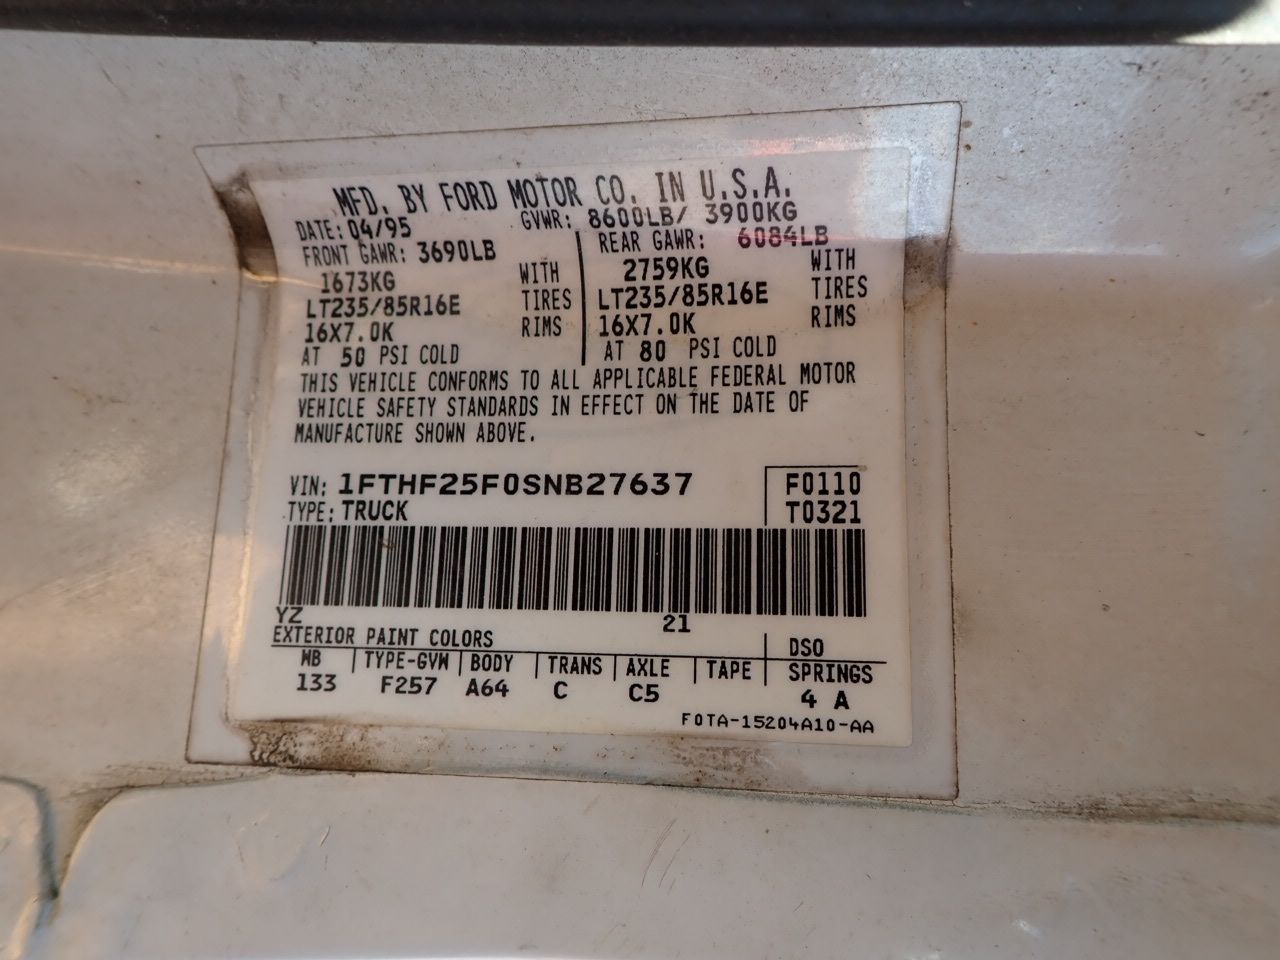 MFD. BY FORD MOTOR CO. IN U.S.A.
DATE: 04/95 GVWR: 8600LB/ 3900KG
FRONT GAWR: 3690LB REAR GAWR: 6084LB
1673KG WITH 2759KG WITH
LT235/85R16E TIRES LT235/85R16E TIRES
16X7.0K RIMS 16X7.0K RIMS
AT 50 PSI COLD AT 80 PSI COLD
THIS VEHICLE CONFORMS TO ALL APPLICABLE FEDERAL MOTOR
VEHICLE SAFETY STANDARDS IN EFFECT ON THE DATE OF
MANUFACTURE SHOWN ABOVE.
VIN: 1FTHF25F0SNB27637 F0110
TYPE: TRUCK T0321
YZ 21
EXTERIOR PAINT COLORS DSO
WB TYPE-GVW BODY TRANS AXLE TAPE SPRINGS
133 F257 A64 C C5 4 A
F0TA-15204A10-AA